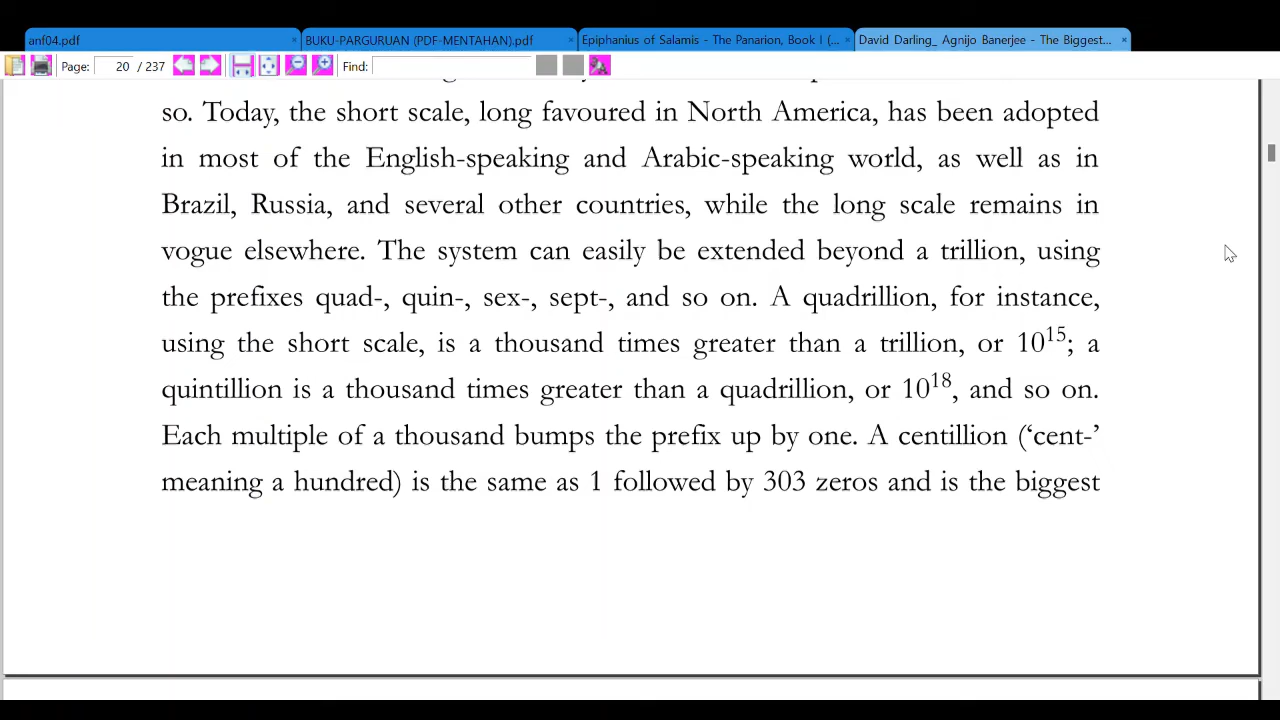 anf04.pdf
BUKU-PARGURUAN (PDF-MENTAHAN).pdf
Epiphanius of Salamis - The Panarion, Book I (...
David Darling_ Agnijo Banerjee - The Biggest...
Page: 20 / 237 Find:
so. Today, the short scale, long favoured in North America, has been adopted
in most of the English-speaking and Arabic-speaking world, as well as in
Brazil, Russia, and several other countries, while the long scale remains in
vogue elsewhere. The system can easily be extended beyond a trillion, using
the prefixes quad-, quin-, sex-, sept-, and so on. A quadrillion, for instance,
using the short scale, is a thousand times greater than a trillion, or 10¹⁵; a
quintillion is a thousand times greater than a quadrillion, or 10¹⁸, and so on.
Each multiple of a thousand bumps the prefix up by one. A centillion (‘cent-’
meaning a hundred) is the same as 1 followed by 303 zeros and is the biggest